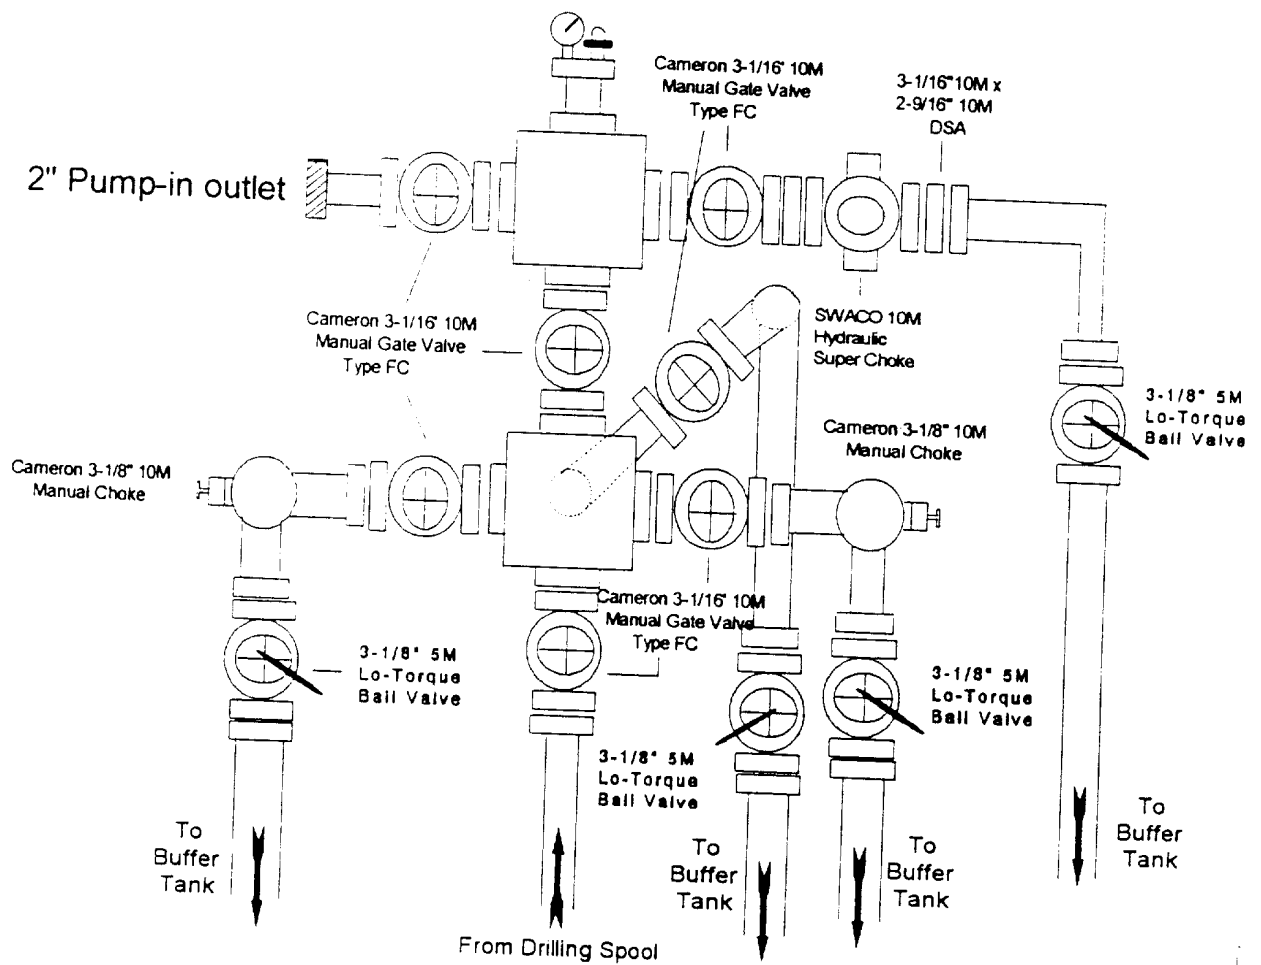 Cameron 3-1/16" 10M
Manual Gate Valve
Type FC
3-1/16" 10M x
2-9/16" 10M
DSA
2" Pump-in outlet
Cameron 3-1/16" 10M
Manual Gate Valve
Type FC
SWACO 10M
Hydraulic
Super Choke
3-1/8" 5M
Lo-Torque
Ball Valve
Cameron 3-1/8" 10M
Manual Choke
Cameron 3-1/8" 10M
Manual Choke
Cameron 3-1/16" 10M
Manual Gate Valve
Type FC
3-1/8" 5M
Lo-Torque
Ball Valve
3-1/8" 5M
Lo-Torque
Ball Valve
3-1/8" 5M
Lo-Torque
Ball Valve
To
Buffer
Tank
To
Buffer
Tank
To
Buffer
Tank
To
Buffer
Tank
From Drilling Spool